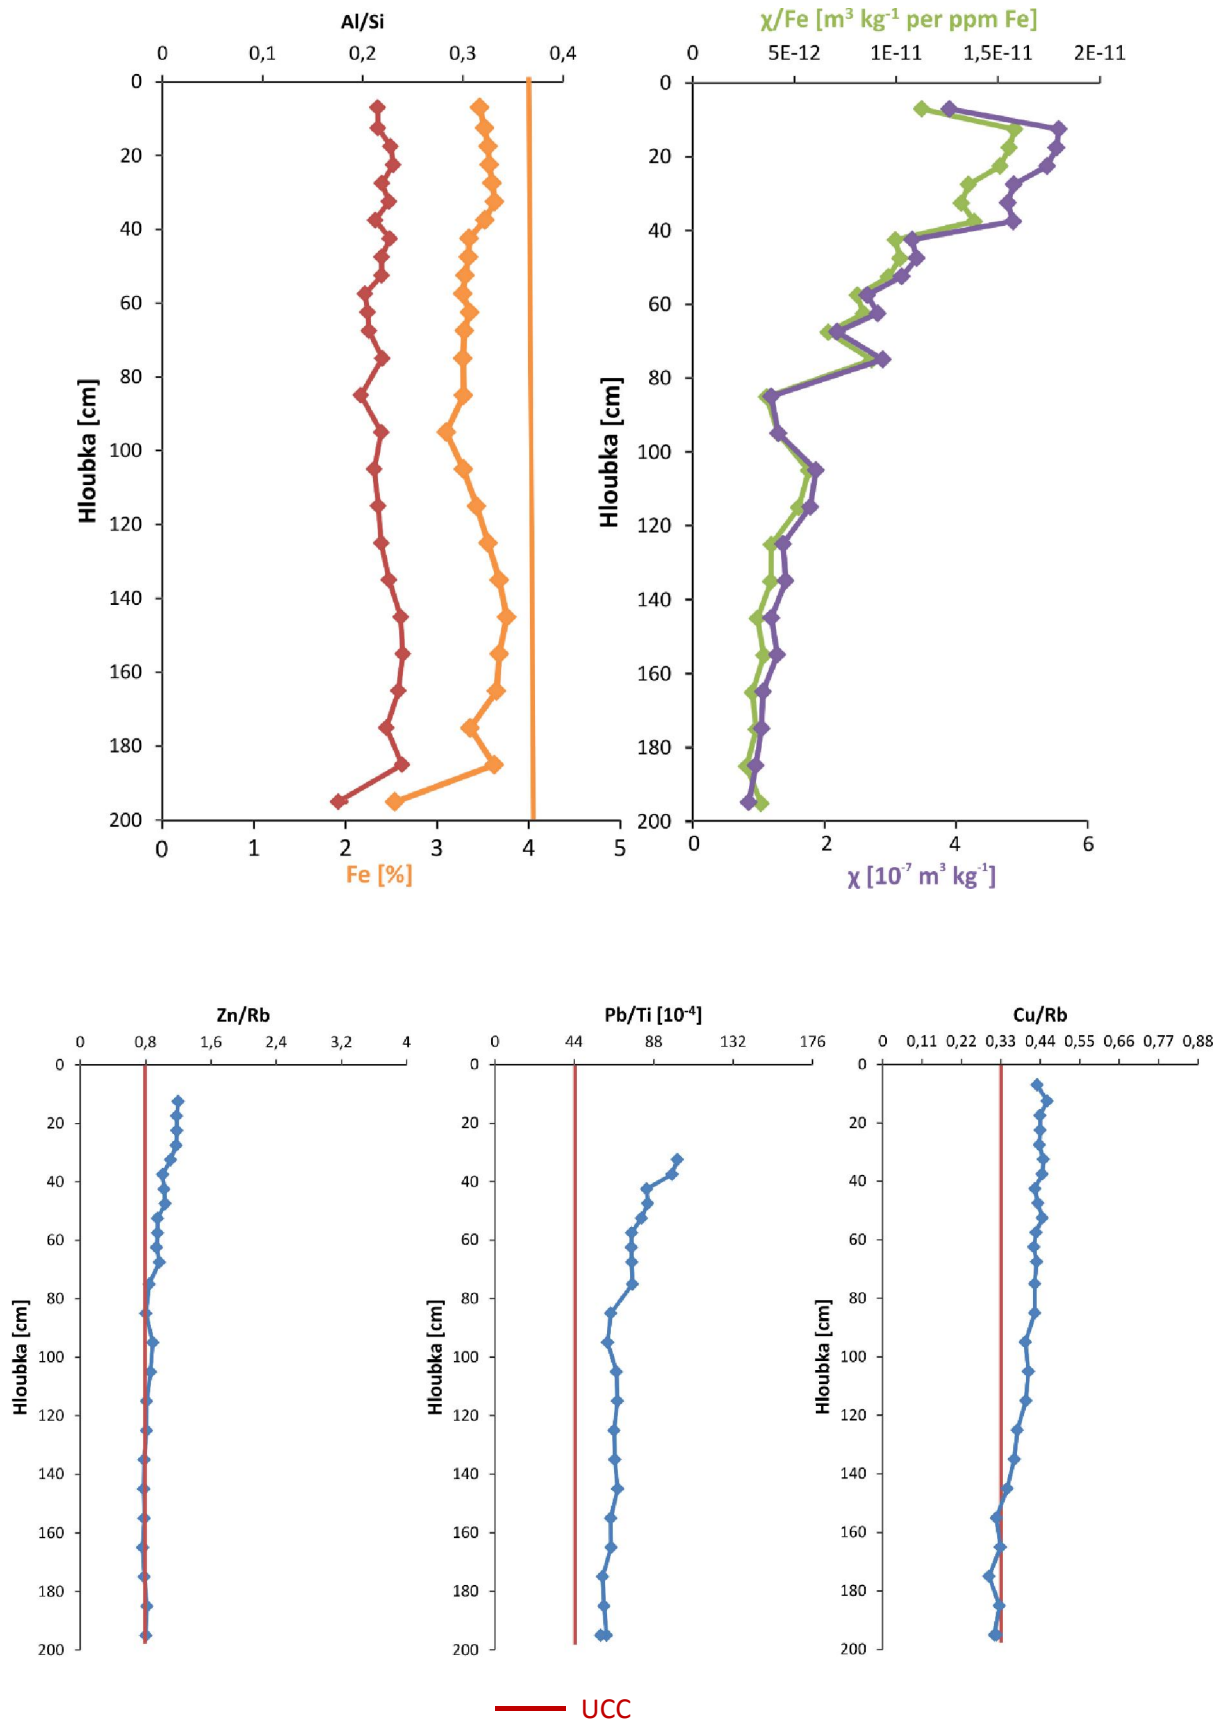 Al/Si
0 0,1 0,2 0,3 0,4
0
20
40
60
80
100
120
140
160
180
200
Hloubka [cm]
0 1 2 3 4 5
Fe [%]
χ/Fe [m³ kg⁻¹ per ppm Fe]
0 5E-12 1E-11 1,5E-11 2E-11
0
20
40
60
80
100
120
140
160
180
200
Hloubka [cm]
0 2 4 6
χ [10⁻⁷ m³ kg⁻¹]
Zn/Rb
0 0,8 1,6 2,4 3,2 4
0
20
40
60
80
100
120
140
160
180
200
Hloubka [cm]
Pb/Ti [10⁻⁴]
0 44 88 132 176
0
20
40
60
80
100
120
140
160
180
200
Hloubka [cm]
Cu/Rb
0 0,11 0,22 0,33 0,44 0,55 0,66 0,77 0,88
0
20
40
60
80
100
120
140
160
180
200
Hloubka [cm]
UCC